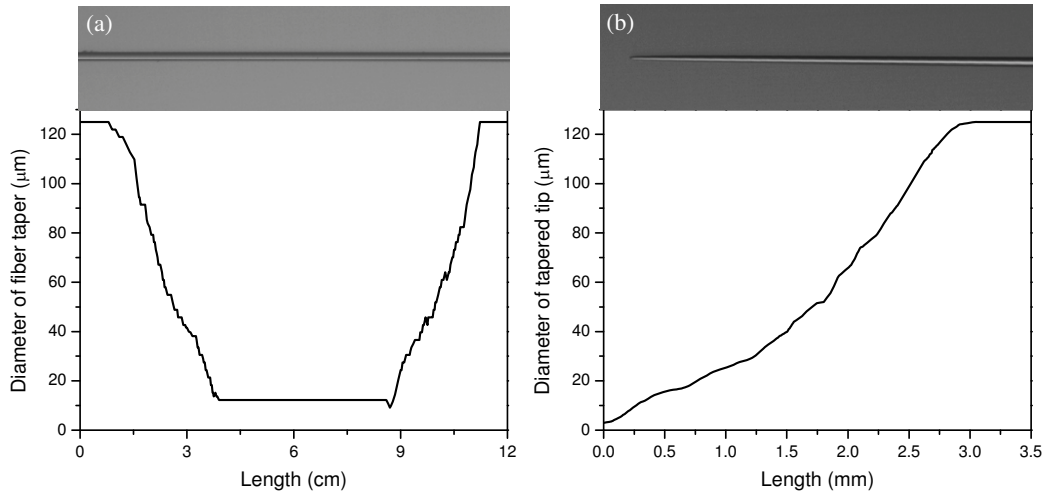 (a)
120
100
80
60
40
20
0
Diameter of fiber taper (μm)
0 3 6 9 12
Length (cm)
(b)
120
100
80
60
40
20
0
Diameter of tapered tip (μm)
0.0 0.5 1.0 1.5 2.0 2.5 3.0 3.5
Length (mm)